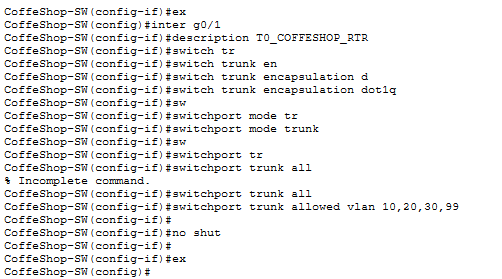 CoffeShop-SW(config-if)#ex
CoffeShop-SW(config)#inter g0/1
CoffeShop-SW(config-if)#description TO_COFFESHOP_RTR
CoffeShop-SW(config-if)#switch tr
CoffeShop-SW(config-if)#switch trunk en
CoffeShop-SW(config-if)#switch trunk encapsulation d
CoffeShop-SW(config-if)#switch trunk encapsulation dot1q
CoffeShop-SW(config-if)#sw
CoffeShop-SW(config-if)#switchport mode tr
CoffeShop-SW(config-if)#switchport mode trunk
CoffeShop-SW(config-if)#sw
CoffeShop-SW(config-if)#switchport tr
CoffeShop-SW(config-if)#switchport trunk all
% Incomplete command.
CoffeShop-SW(config-if)#switchport trunk all
CoffeShop-SW(config-if)#switchport trunk allowed vlan 10,20,30,99
CoffeShop-SW(config-if)#
CoffeShop-SW(config-if)#no shut
CoffeShop-SW(config-if)#
CoffeShop-SW(config-if)#ex
CoffeShop-SW(config)#